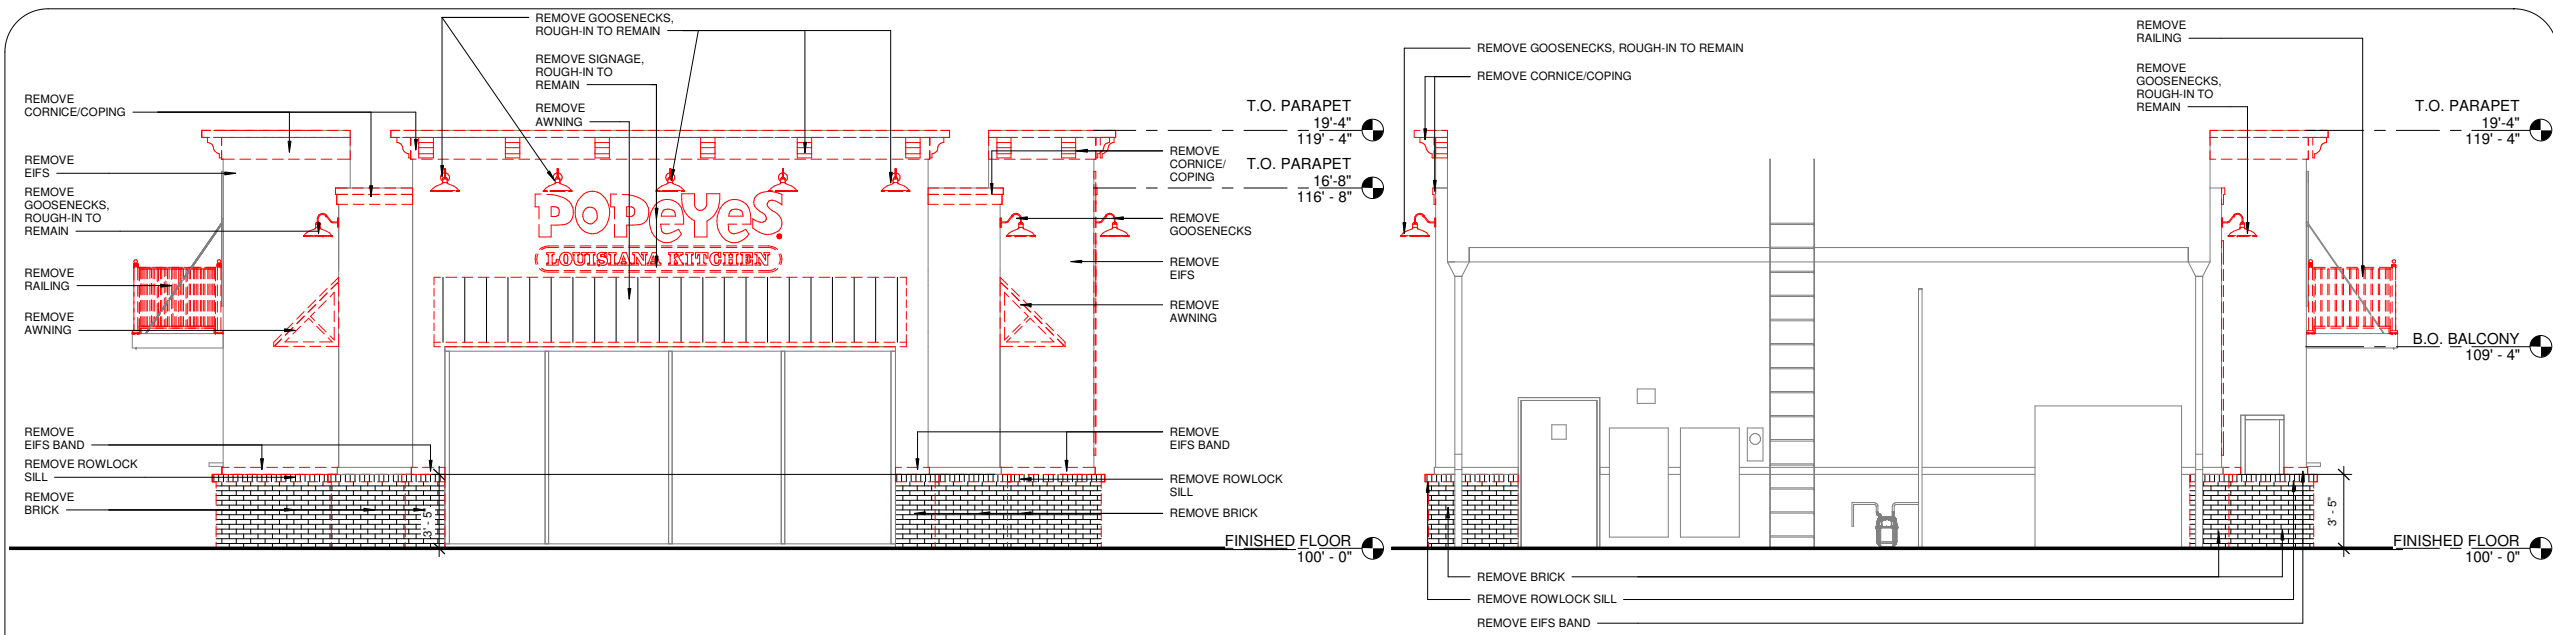 REMOVE GOOSENECKS,
ROUGH-IN TO REMAIN
REMOVE SIGNAGE,
ROUGH-IN TO
REMAIN
REMOVE
AWNING
REMOVE
CORNICE/COPING
REMOVE
EIFS
REMOVE
GOOSENECKS,
ROUGH-IN TO
REMAIN
REMOVE
RAILING
REMOVE
AWNING
REMOVE
EIFS BAND
REMOVE ROWLOCK
SILL
REMOVE
BRICK
POPEYES
LOUISIANA KITCHEN
3' - 5"
T.O. PARAPET
19'-4"
119' - 4"
REMOVE
CORNICE/
COPING
T.O. PARAPET
16'-8"
116' - 8"
REMOVE
GOOSENECKS
REMOVE
EIFS
REMOVE
AWNING
REMOVE
EIFS BAND
REMOVE ROWLOCK
SILL
REMOVE BRICK
FINISHED FLOOR
100' - 0"
REMOVE GOOSENECKS, ROUGH-IN TO REMAIN
REMOVE CORNICE/COPING
REMOVE
RAILING
REMOVE
GOOSENECKS,
ROUGH-IN TO
REMAIN
T.O. PARAPET
19'-4"
119' - 4"
B.O. BALCONY
109' - 4"
3' - 5"
FINISHED FLOOR
100' - 0"
REMOVE BRICK
REMOVE ROWLOCK SILL
REMOVE EIFS BAND